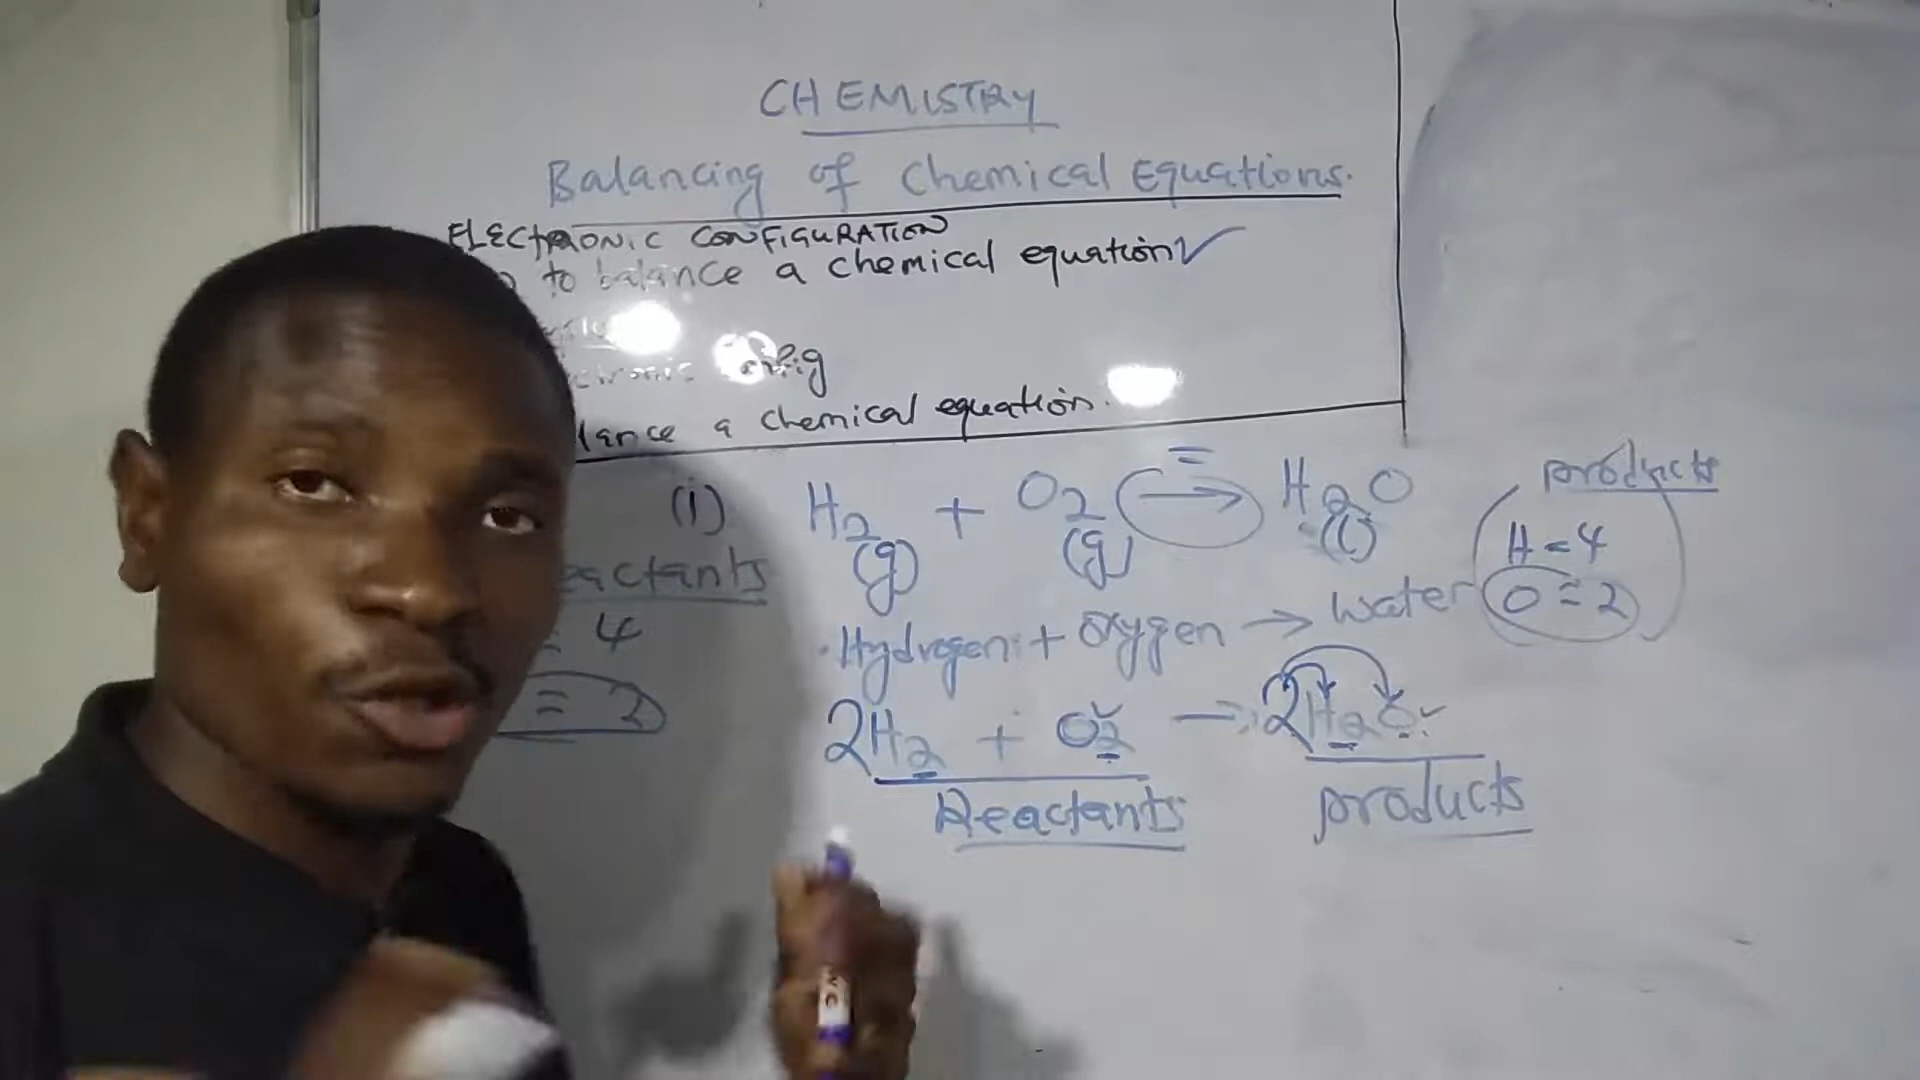 CHEMISTRY
Balancing of chemical Equations.
ELECTRONIC CONFIGURATION
to balance a chemical equation ✓
config
lance a chemical equation.
(i) H2(g) + O2(g) → H2O(l)
=
products
H = 4
O = 2
eactants
= 4
= 2
Hydrogen + oxygen → water
2H2 + O2 → 2H2O
Reactants
products